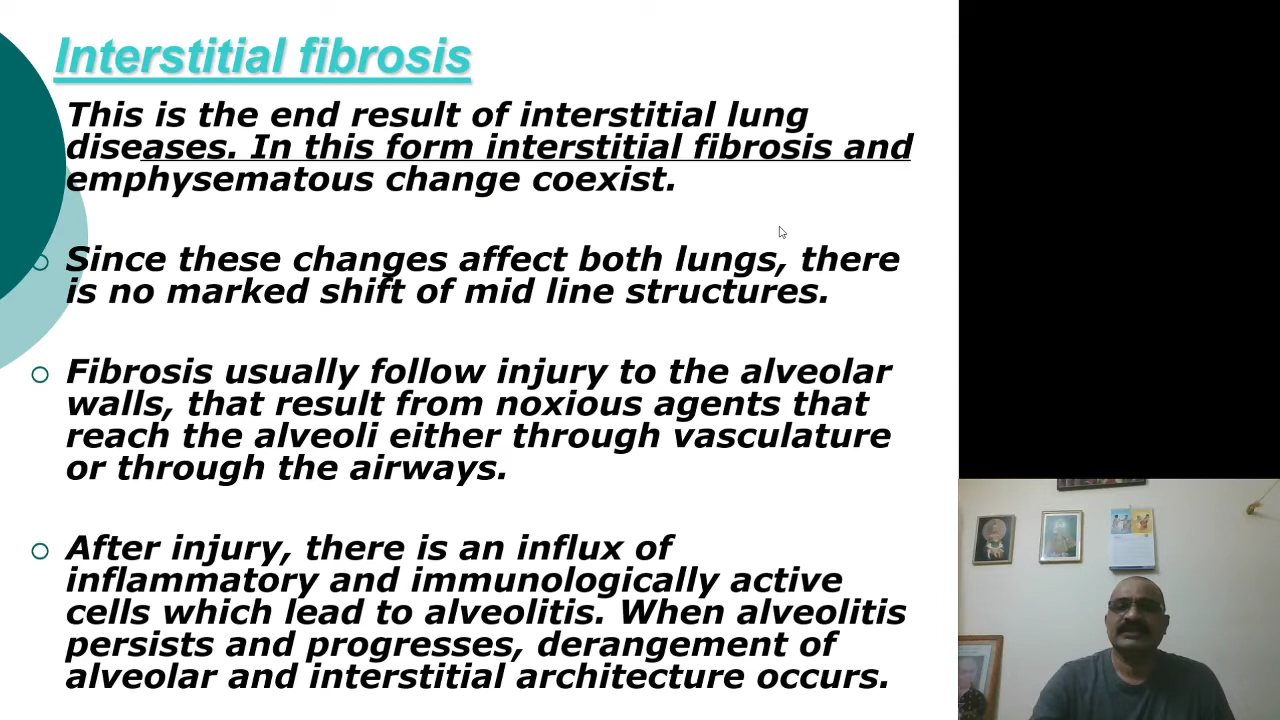 Interstitial fibrosis
This is the end result of interstitial lung
diseases. In this form interstitial fibrosis and
emphysematous change coexist.
Since these changes affect both lungs, there
is no marked shift of mid line structures.
Fibrosis usually follow injury to the alveolar
walls, that result from noxious agents that
reach the alveoli either through vasculature
or through the airways.
After injury, there is an influx of
inflammatory and immunologically active
cells which lead to alveolitis. When alveolitis
persists and progresses, derangement of
alveolar and interstitial architecture occurs.